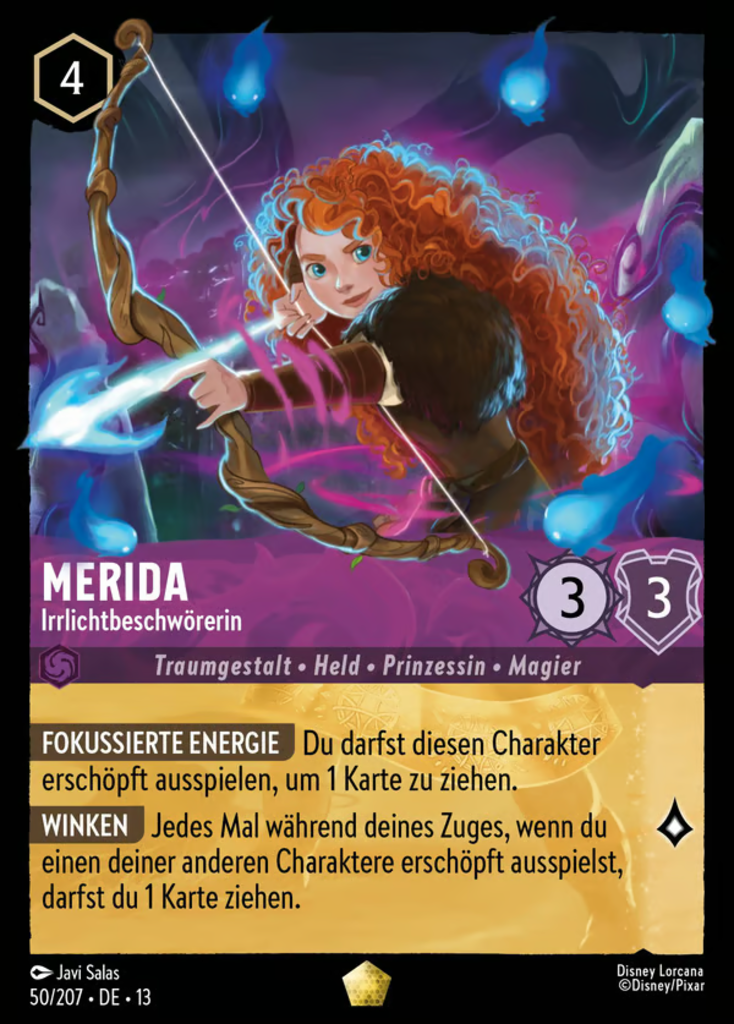 4
MERIDA
Irrlichtbeschwörerin
3
3
Traumgestalt • Held • Prinzessin • Magier
FOKUSSIERTE ENERGIE Du darfst diesen Charakter
erschöpft ausspielen, um 1 Karte zu ziehen.
WINKEN Jedes Mal während deines Zuges, wenn du
einen deiner anderen Charaktere erschöpft ausspielst,
darfst du 1 Karte ziehen.
Javi Salas
50/207 • DE • 13
Disney Lorcana
©Disney/Pixar